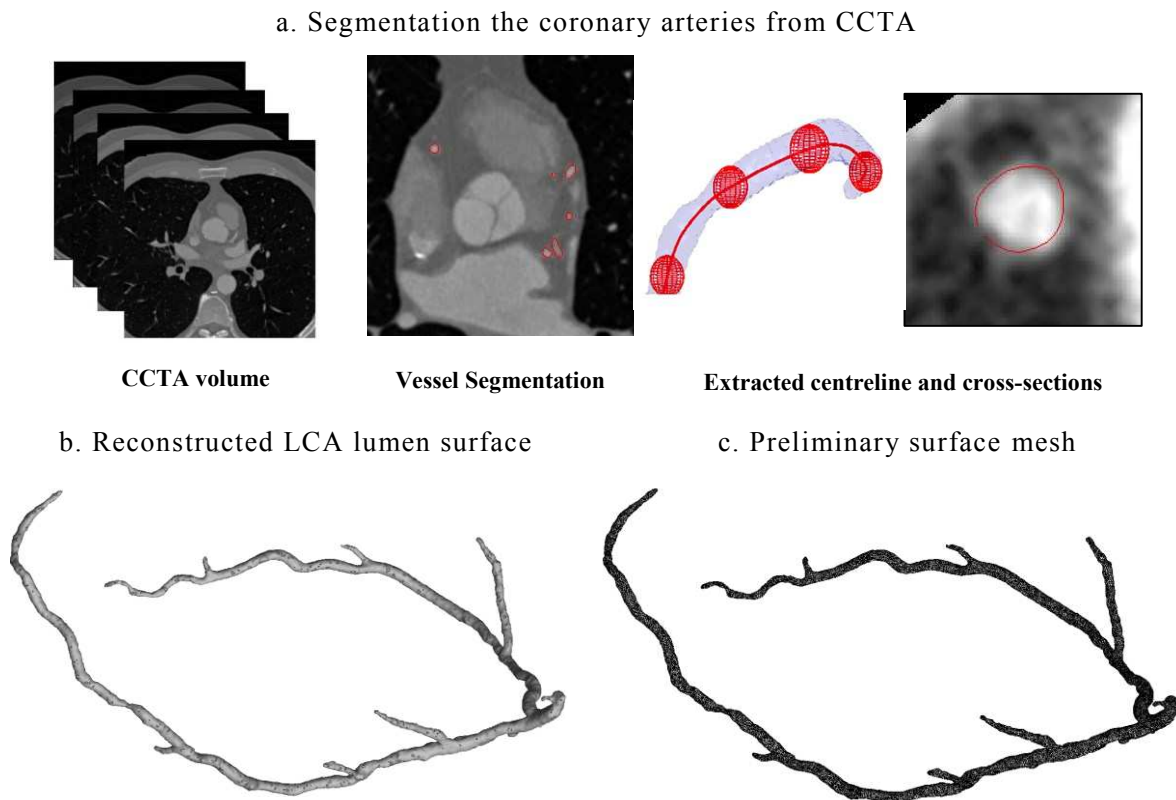 a. Segmentation the coronary arteries from CCTA
CCTA volume
Vessel Segmentation
Extracted centreline and cross-sections
b. Reconstructed LCA lumen surface
c. Preliminary surface mesh